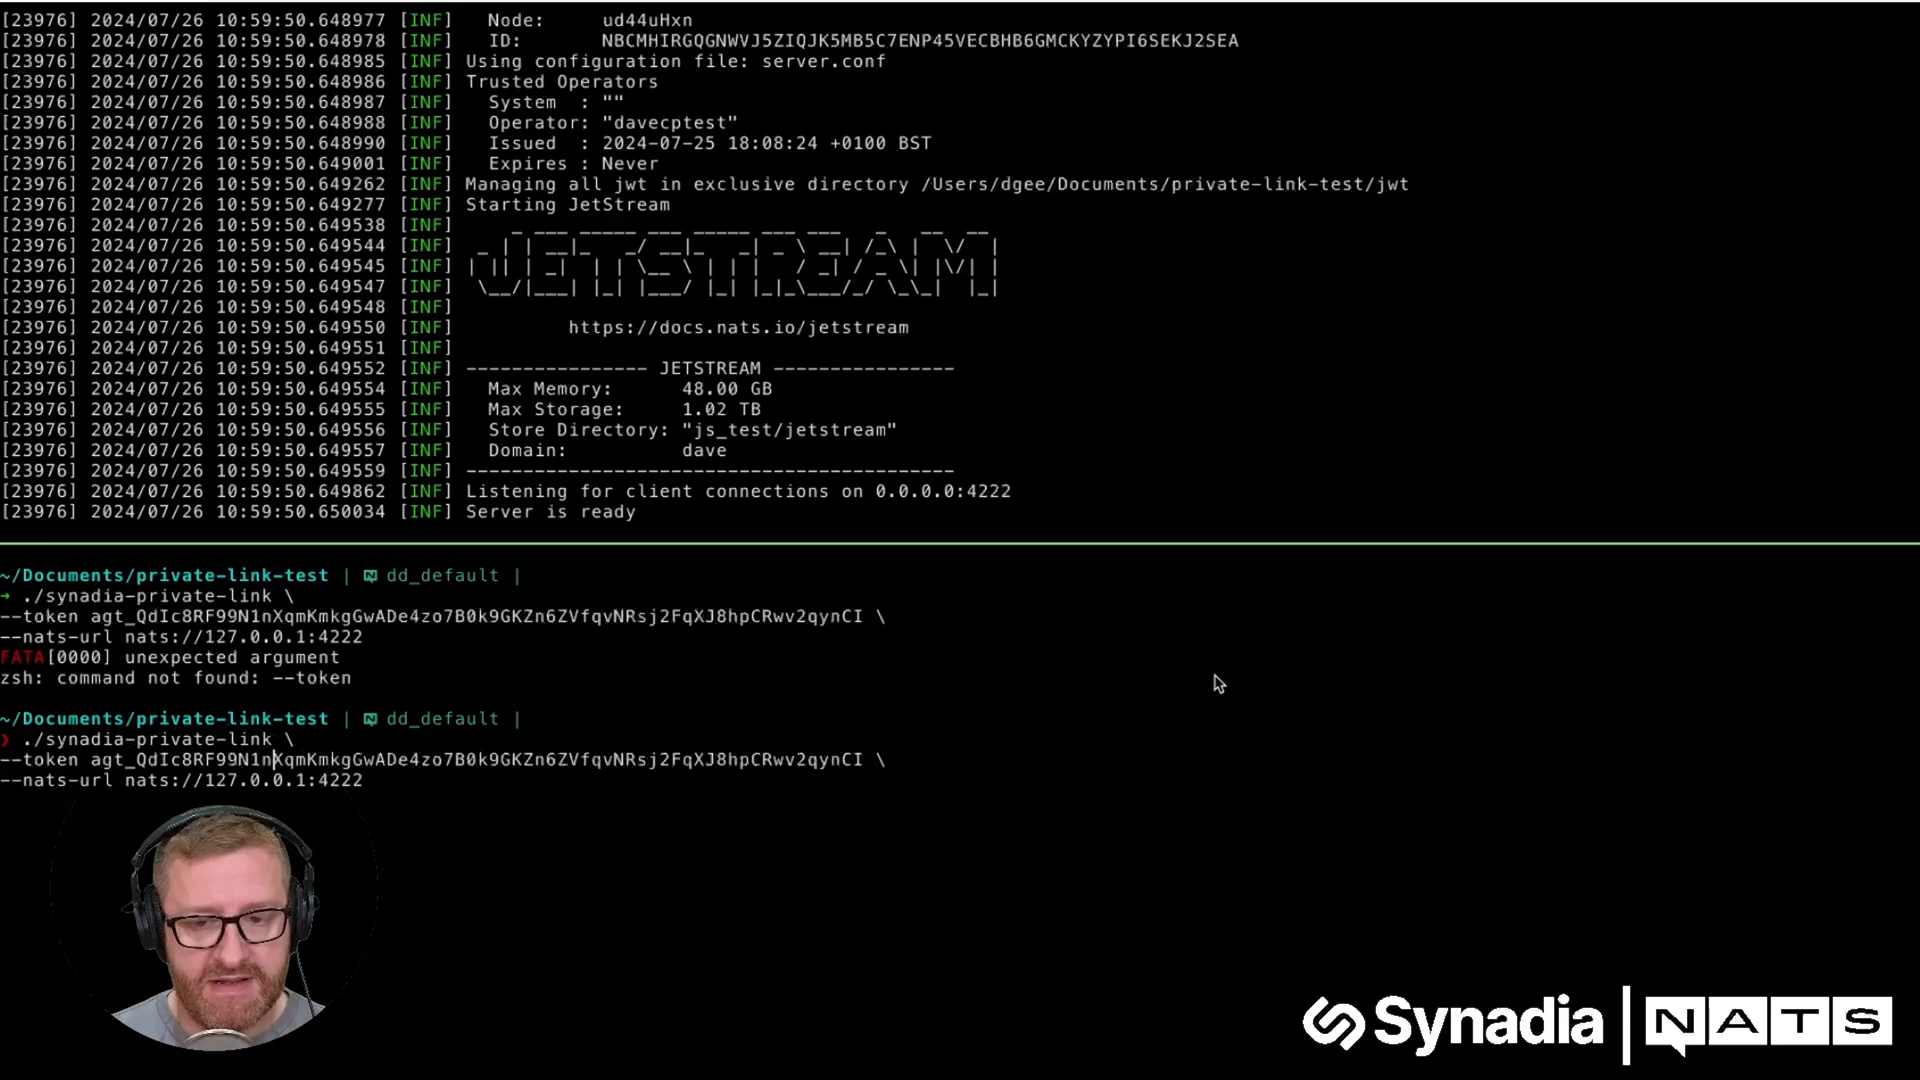 [23976] 2024/07/26 10:59:50.648977 [INF]   Node:     ud44uHxn
[23976] 2024/07/26 10:59:50.648978 [INF]   ID:       NBCMHIRGQGNWVJ5ZIQJK5MB5C7ENP45VECBHB6GMCKYZYPI6SEKJ2SEA
[23976] 2024/07/26 10:59:50.648985 [INF] Using configuration file: server.conf
[23976] 2024/07/26 10:59:50.648986 [INF] Trusted Operators
[23976] 2024/07/26 10:59:50.648987 [INF]   System  : ""
[23976] 2024/07/26 10:59:50.648988 [INF]   Operator: "davecptest"
[23976] 2024/07/26 10:59:50.648990 [INF]   Issued  : 2024-07-25 18:08:24 +0100 BST
[23976] 2024/07/26 10:59:50.649001 [INF]   Expires : Never
[23976] 2024/07/26 10:59:50.649262 [INF] Managing all jwt in exclusive directory /Users/dgee/Documents/private-link-test/jwt
[23976] 2024/07/26 10:59:50.649277 [INF] Starting JetStream
[23976] 2024/07/26 10:59:50.649538 [INF]
[23976] 2024/07/26 10:59:50.649544 [INF]
[23976] 2024/07/26 10:59:50.649545 [INF] JETSTREAM
[23976] 2024/07/26 10:59:50.649547 [INF]
[23976] 2024/07/26 10:59:50.649548 [INF]
[23976] 2024/07/26 10:59:50.649550 [INF]          https://docs.nats.io/jetstream
[23976] 2024/07/26 10:59:50.649551 [INF]
[23976] 2024/07/26 10:59:50.649552 [INF] ---------------- JETSTREAM ----------------
[23976] 2024/07/26 10:59:50.649554 [INF]   Max Memory:      48.00 GB
[23976] 2024/07/26 10:59:50.649555 [INF]   Max Storage:     1.02 TB
[23976] 2024/07/26 10:59:50.649556 [INF]   Store Directory: "js_test/jetstream"
[23976] 2024/07/26 10:59:50.649557 [INF]   Domain:          dave
[23976] 2024/07/26 10:59:50.649559 [INF] -------------------------------------------
[23976] 2024/07/26 10:59:50.649862 [INF] Listening for client connections on 0.0.0.0:4222
[23976] 2024/07/26 10:59:50.650034 [INF] Server is ready
~/Documents/private-link-test | N dd_default |
➜ ./synadia-private-link \
--token agt_QdIc8RF99N1nXqmKmkgGwADe4zo7B0k9GKZn6ZVfqvNRsj2FqXJ8hpCRwv2qynCI \
--nats-url nats://127.0.0.1:4222
FATA[0000] unexpected argument
zsh: command not found: --token
~/Documents/private-link-test | N dd_default |
❯ ./synadia-private-link \
--token agt_QdIc8RF99N1nXqmKmkgGwADe4zo7B0k9GKZn6ZVfqvNRsj2FqXJ8hpCRwv2qynCI \
--nats-url nats://127.0.0.1:4222
Synadia | NATS